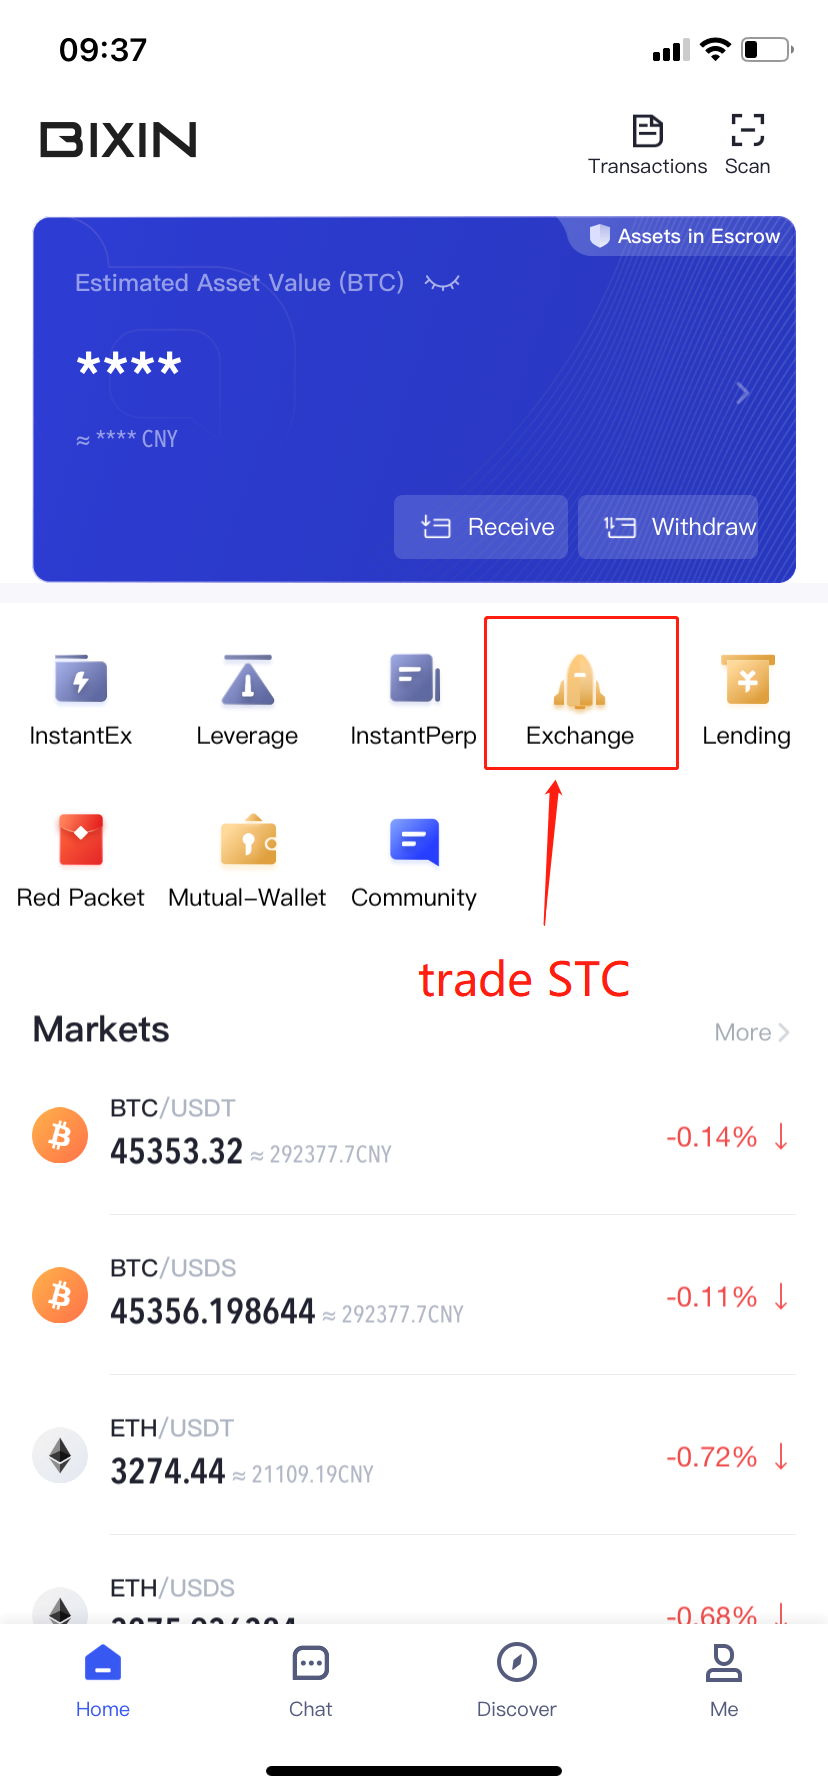 09:37
BIXIN
Transactions Scan
Assets in Escrow
Estimated Asset Value (BTC)
****
≈ **** CNY
Receive Withdraw
InstantEx Leverage InstantPerp Exchange Lending
Red Packet Mutual-Wallet Community
trade STC
Markets More
BTC/USDT
45353.32 ≈ 292377.7CNY -0.14% ↓
BTC/USDS
45356.198644 ≈ 292377.7CNY -0.11% ↓
ETH/USDT
3274.44 ≈ 21109.19CNY -0.72% ↓
ETH/USDS
-0.68% ↓
Home Chat Discover Me